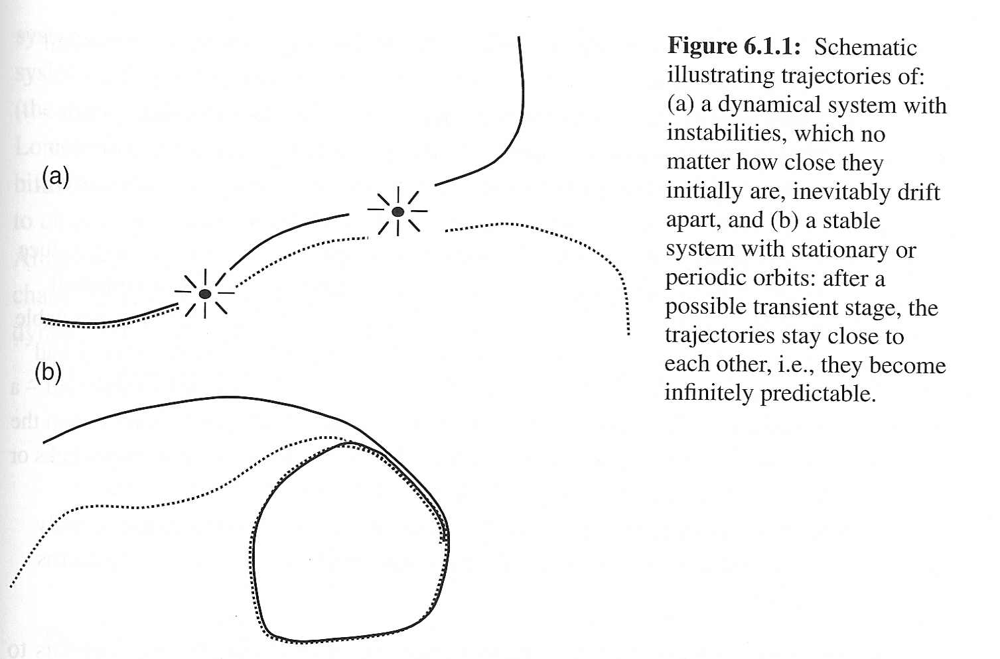 Figure 6.1.1: Schematic
illustrating trajectories of:
(a) a dynamical system with
instabilities, which no
matter how close they
initially are, inevitably drift
apart, and (b) a stable
system with stationary or
periodic orbits: after a
possible transient stage, the
trajectories stay close to
each other, i.e., they become
infinitely predictable.
(a)
(b)